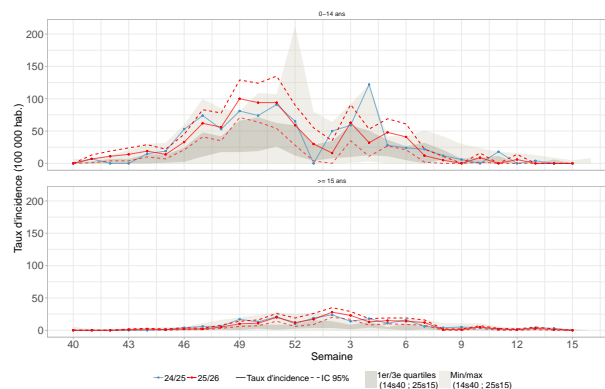 0−14 ans
200
150
100
50
0
>= 15 ans
200
150
100
50
0
Taux d'incidence (100 000 hab.)
40 43 46 49 52 3 6 9 12 15
Semaine
24/25 25/26 Taux d'incidence IC 95% 1er/3e quartiles (14s40 ; 25s15) Min/max (14s40 ; 25s15)